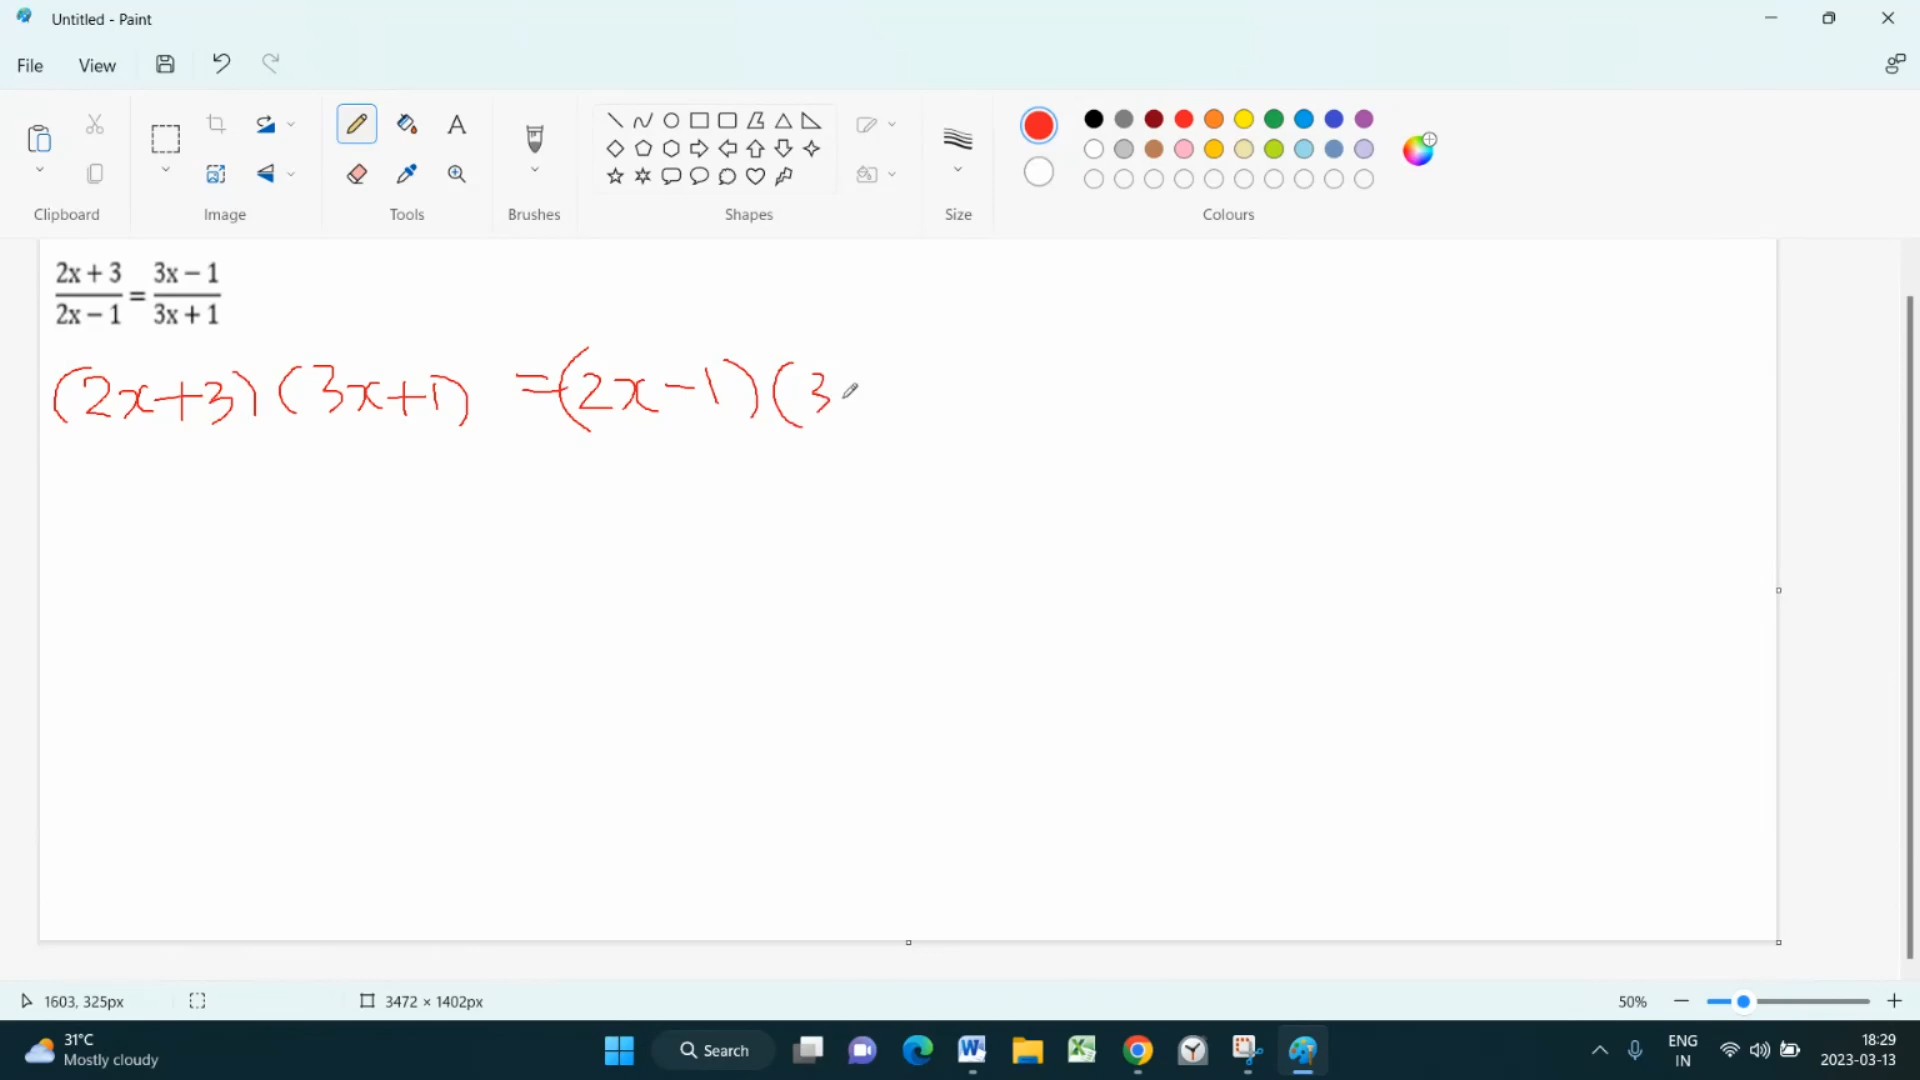 Untitled - Paint
File View
Clipboard Image Tools Brushes Shapes Size Colours
2x + 3 / 2x − 1 = 3x − 1 / 3x + 1
(2x+3) (3x+1) =(2x-1) (3
1603, 325px 3472 × 1402px 50%
31°C
Mostly cloudy
Search
ENG
IN
18:29
2023-03-13